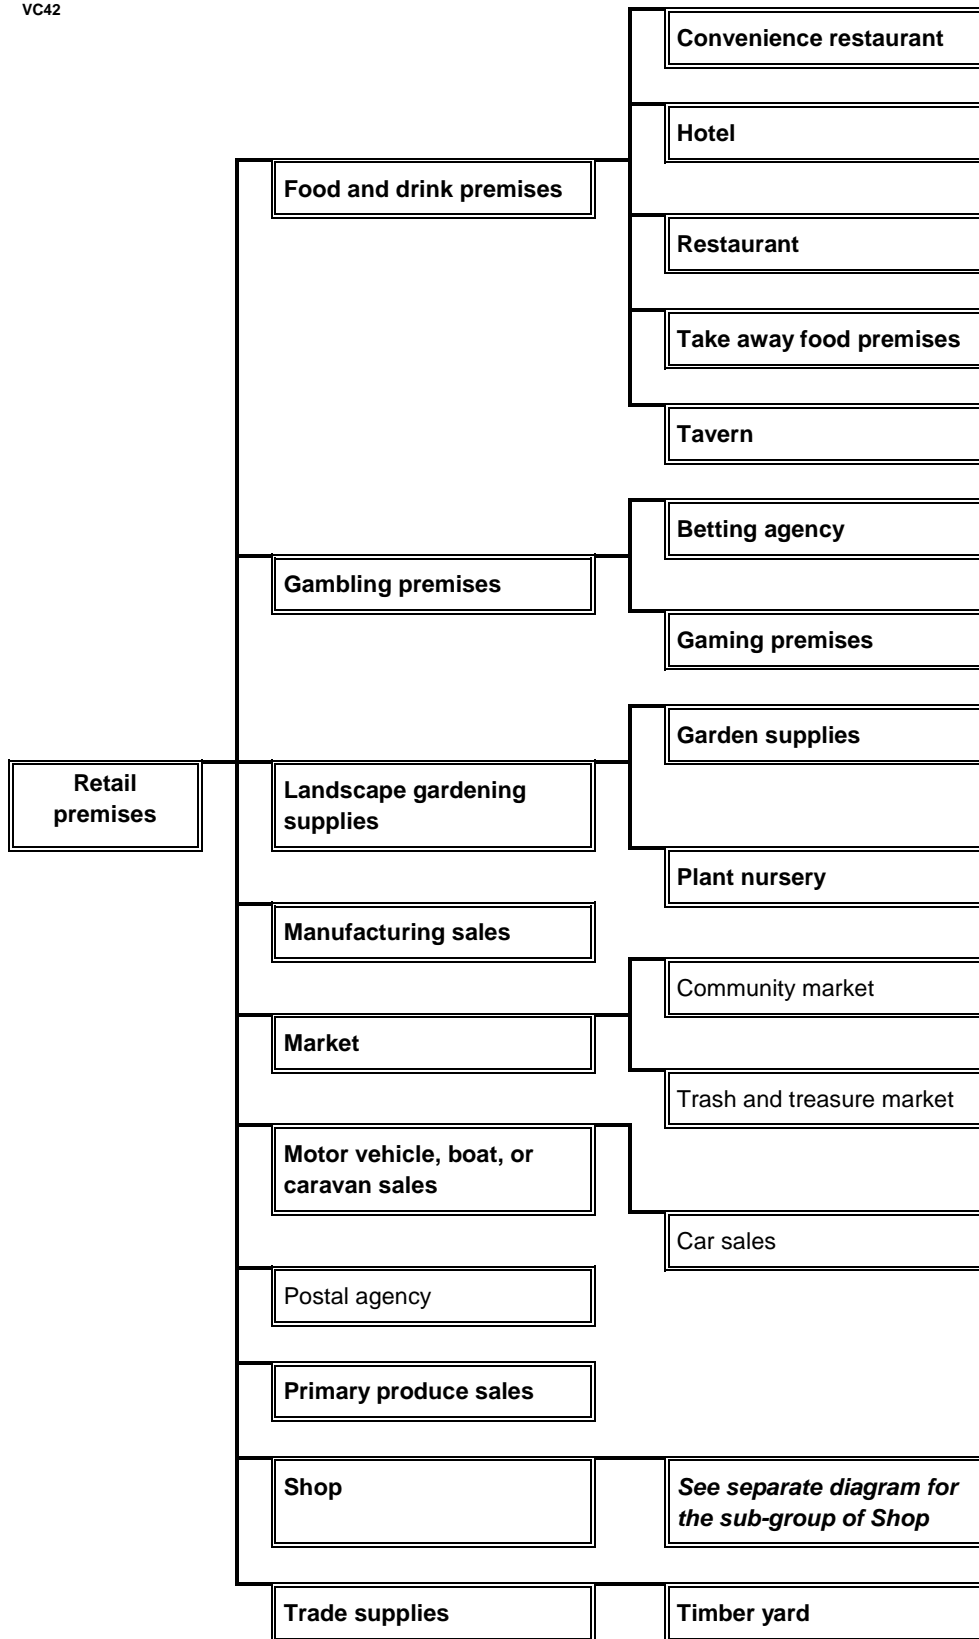 VC42
Convenience restaurant
Hotel
Food and drink premises
Restaurant
Take away food premises
Tavern
Betting agency
Gambling premises
Gaming premises
Garden supplies
Retail
premises
Landscape gardening
supplies
Plant nursery
Manufacturing sales
Community market
Market
Trash and treasure market
Motor vehicle, boat, or
caravan sales
Car sales
Postal agency
Primary produce sales
Shop
See separate diagram for
the sub-group of Shop
Trade supplies
Timber yard